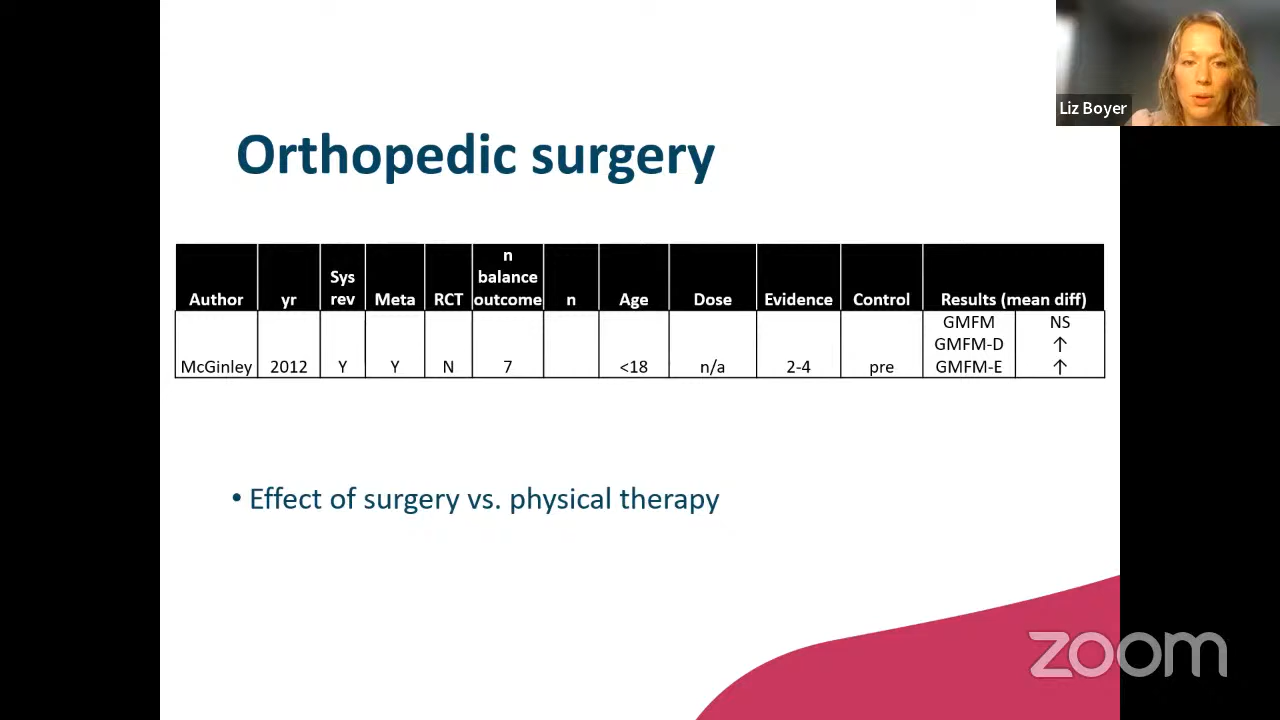 Liz Boyer
Orthopedic surgery
Author yr Sys rev Meta RCT n balance outcome n Age Dose Evidence Control Results (mean diff)
McGinley 2012 Y Y N 7 <18 n/a 2-4 pre GMFM NS
GMFM-D ↑
GMFM-E ↑
• Effect of surgery vs. physical therapy
zoom